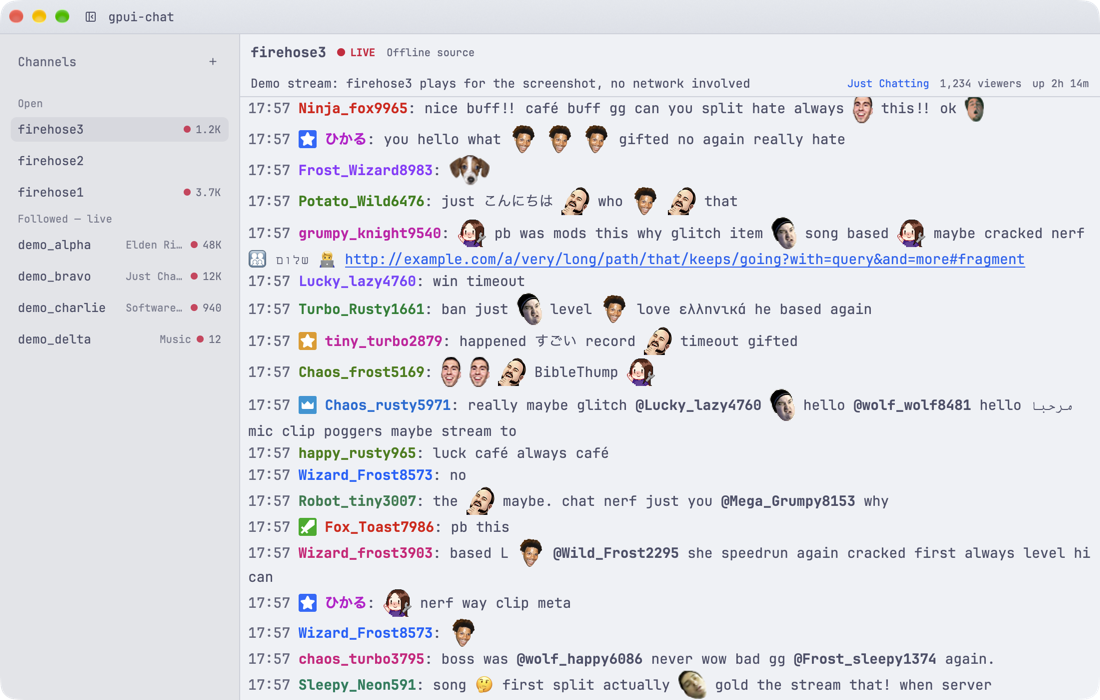 gpui-chat
Channels
+
Open
firehose3 1.2K
firehose2
firehose1 3.7K
Followed — live
demo_alpha Elden Ri… 48K
demo_bravo Just Cha… 12K
demo_charlie Software… 940
demo_delta Music 12
firehose3 LIVE Offline source
Demo stream: firehose3 plays for the screenshot, no network involved
Just Chatting 1,234 viewers up 2h 14m
17:57 Ninja_fox9965: nice buff!! café buff gg can you split hate always this!! ok
17:57 ひかる: you hello what gifted no again really hate
17:57 Frost_Wizard8983:
17:57 Potato_Wild6476: just こんにちは who that
17:57 grumpy_knight9540: pb was mods this why glitch item song based maybe cracked nerf
שלום http://example.com/a/very/long/path/that/keeps/going?with=query&and=more#fragment
17:57 Lucky_lazy4760: win timeout
17:57 Turbo_Rusty1661: ban just level love ελληνικά he based again
17:57 tiny_turbo2879: happened すごい record timeout gifted
17:57 Chaos_frost5169: BibleThump
17:57 Chaos_rusty5971: really maybe glitch @Lucky_lazy4760 hello @wolf_wolf8481 hello مرحبا
mic clip poggers maybe stream to
17:57 happy_rusty965: luck café always café
17:57 Wizard_Frost8573: no
17:57 Robot_tiny3007: the maybe. chat nerf just you @Mega_Grumpy8153 why
17:57 Fox_Toast7986: pb this
17:57 Wizard_frost3903: based L @Wild_Frost2295 she speedrun again cracked first always level hi
can
17:57 ひかる: nerf way clip meta
17:57 Wizard_Frost8573:
17:57 chaos_turbo3795: boss was @wolf_happy6086 never wow bad gg @Frost_sleepy1374 again.
17:57 Sleepy_Neon591: song 🤔 first split actually gold the stream that! when server